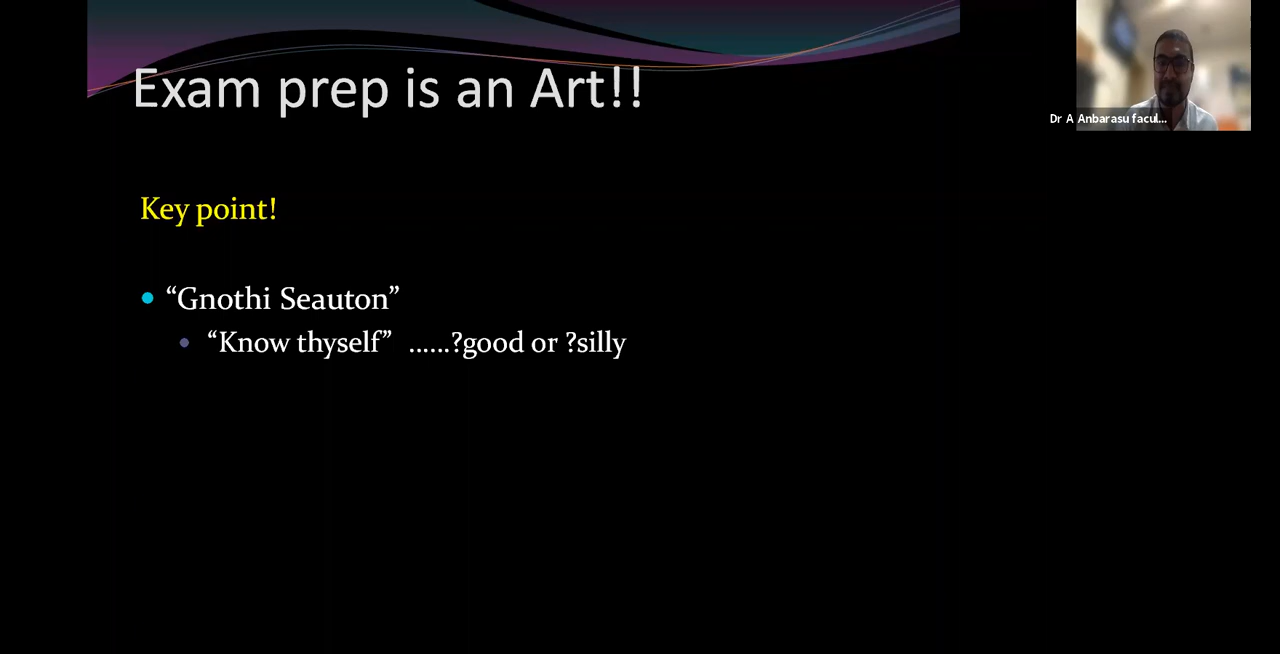 Exam prep is an Art!!
Dr A Anbarasu facul...
Key point!
“Gnothi Seauton”
“Know thyself” ......?good or ?silly